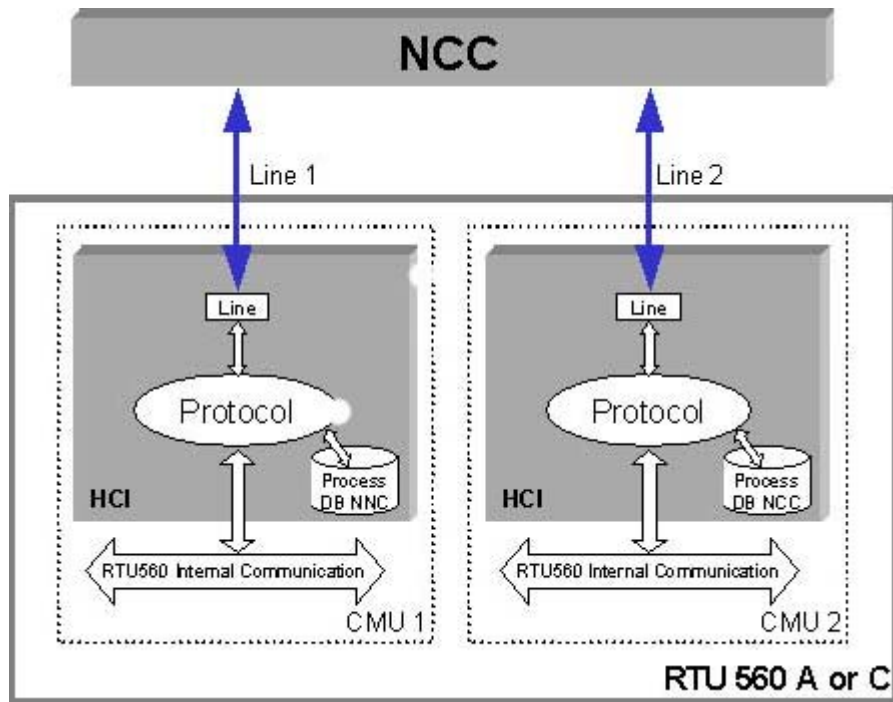 NCC
Line 1
Line 2
Line
Line
Protocol
Protocol
Process
DB NNC
Process
DB NCC
HCI
HCI
RTU560 Internal Communication
RTU560 Internal Communication
CMU 1
CMU 2
RTU 560 A or C